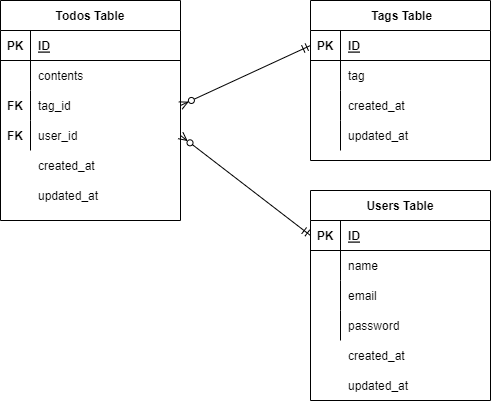 Todos Table
PK ID
contents
FK tag_id
FK user_id
created_at
updated_at
Tags Table
PK ID
tag
created_at
updated_at
Users Table
PK ID
name
email
password
created_at
updated_at